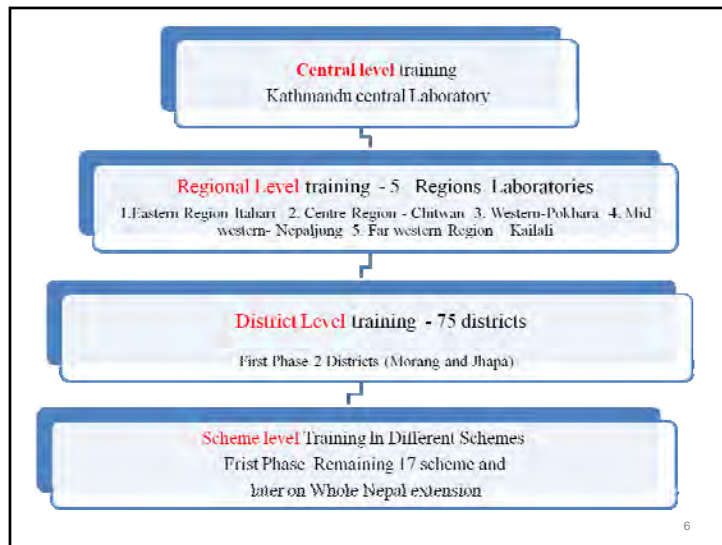 Central level training
Kathmandu central Laboratory
Regional Level training - 5 Regions Laboratories
1.Eastern Region Itahari 2. Centre Region - Chitwan 3. Western-Pokhara 4. Mid
western- Nepaljung 5. Far western Region Kailali
District Level training - 75 districts
First Phase 2 Districts (Morang and Jhapa)
Scheme level Training In Different Schemes
Frist Phase Remaining 17 scheme and
later on Whole Nepal extension
6